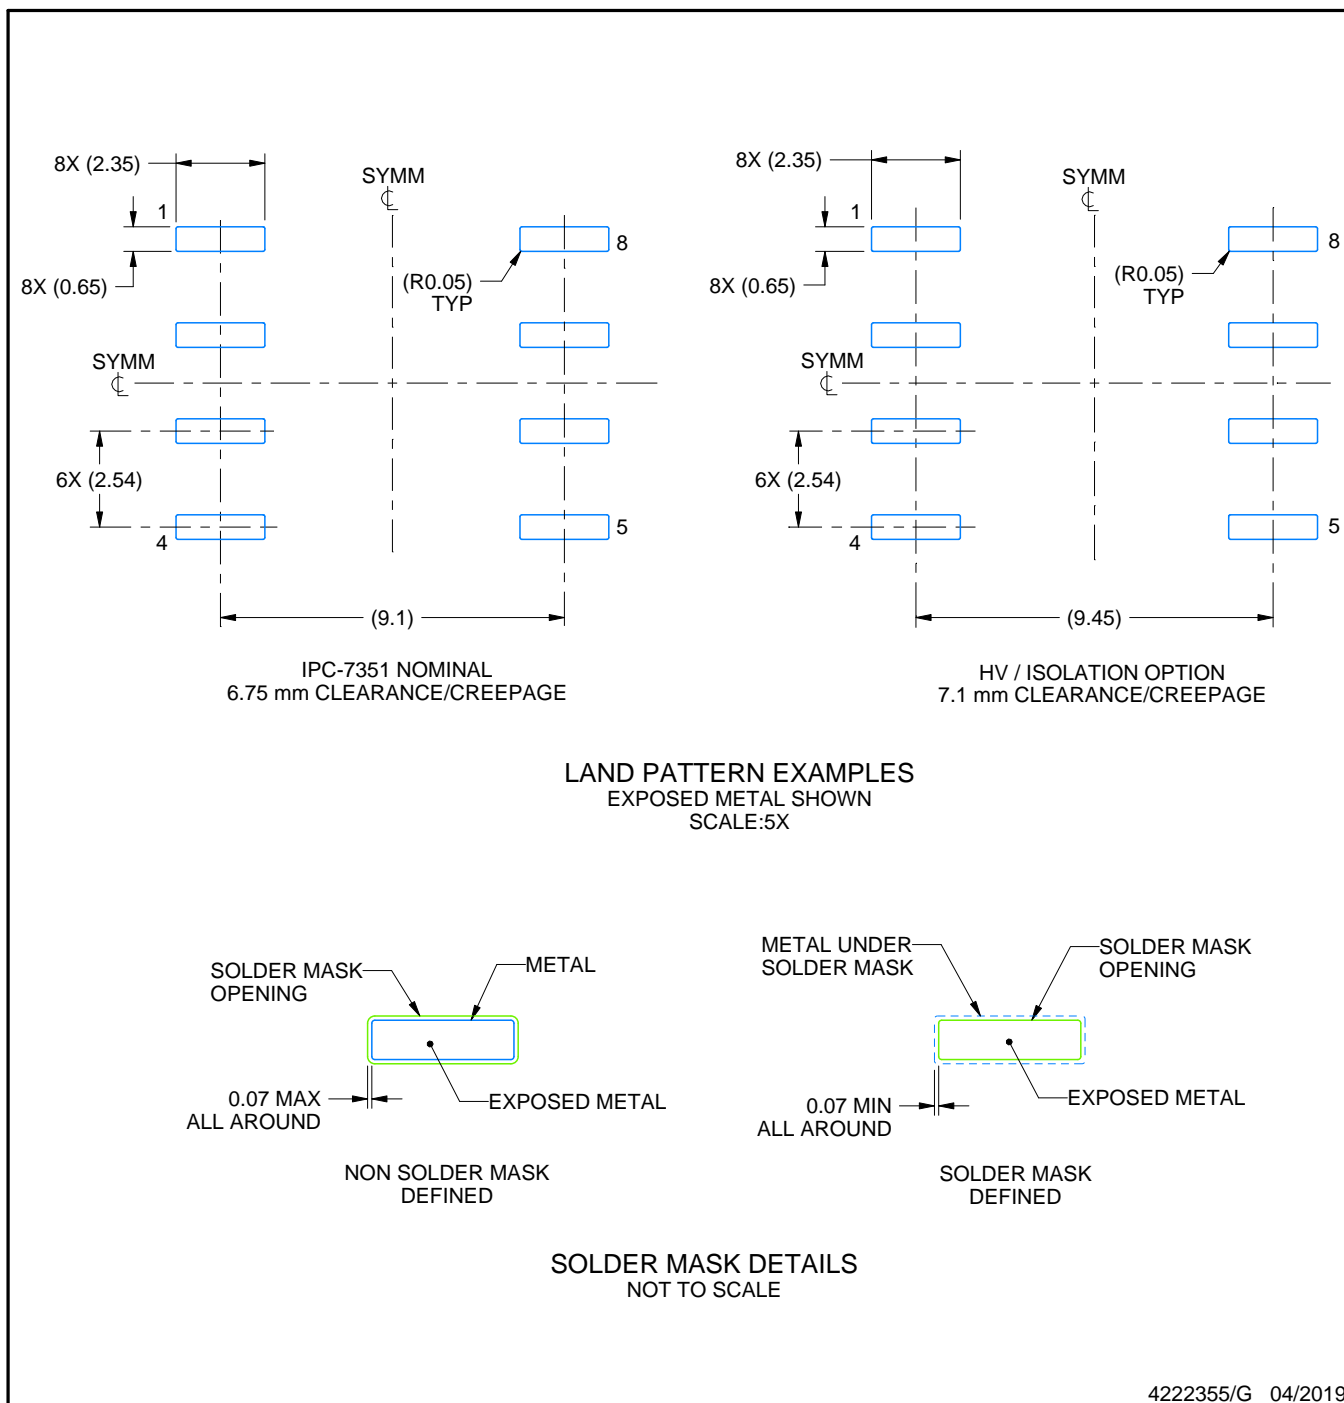 8X (2.35)
SYMM
1
8
8X (0.65)
(R0.05)
TYP
SYMM
6X (2.54)
4
5
(9.1)
IPC-7351 NOMINAL
6.75 mm CLEARANCE/CREEPAGE
8X (2.35)
SYMM
1
8
8X (0.65)
(R0.05)
TYP
SYMM
6X (2.54)
4
5
(9.45)
HV / ISOLATION OPTION
7.1 mm CLEARANCE/CREEPAGE
LAND PATTERN EXAMPLES
EXPOSED METAL SHOWN
SCALE:5X
SOLDER MASK
OPENING
METAL
0.07 MAX
ALL AROUND
EXPOSED METAL
NON SOLDER MASK
DEFINED
METAL UNDER
SOLDER MASK
SOLDER MASK
OPENING
0.07 MIN
ALL AROUND
EXPOSED METAL
SOLDER MASK
DEFINED
SOLDER MASK DETAILS
NOT TO SCALE
4222355/G 04/2019